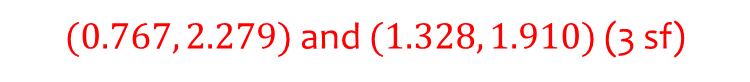 (0.767, 2.279) and (1.328, 1.910) (3 sf)